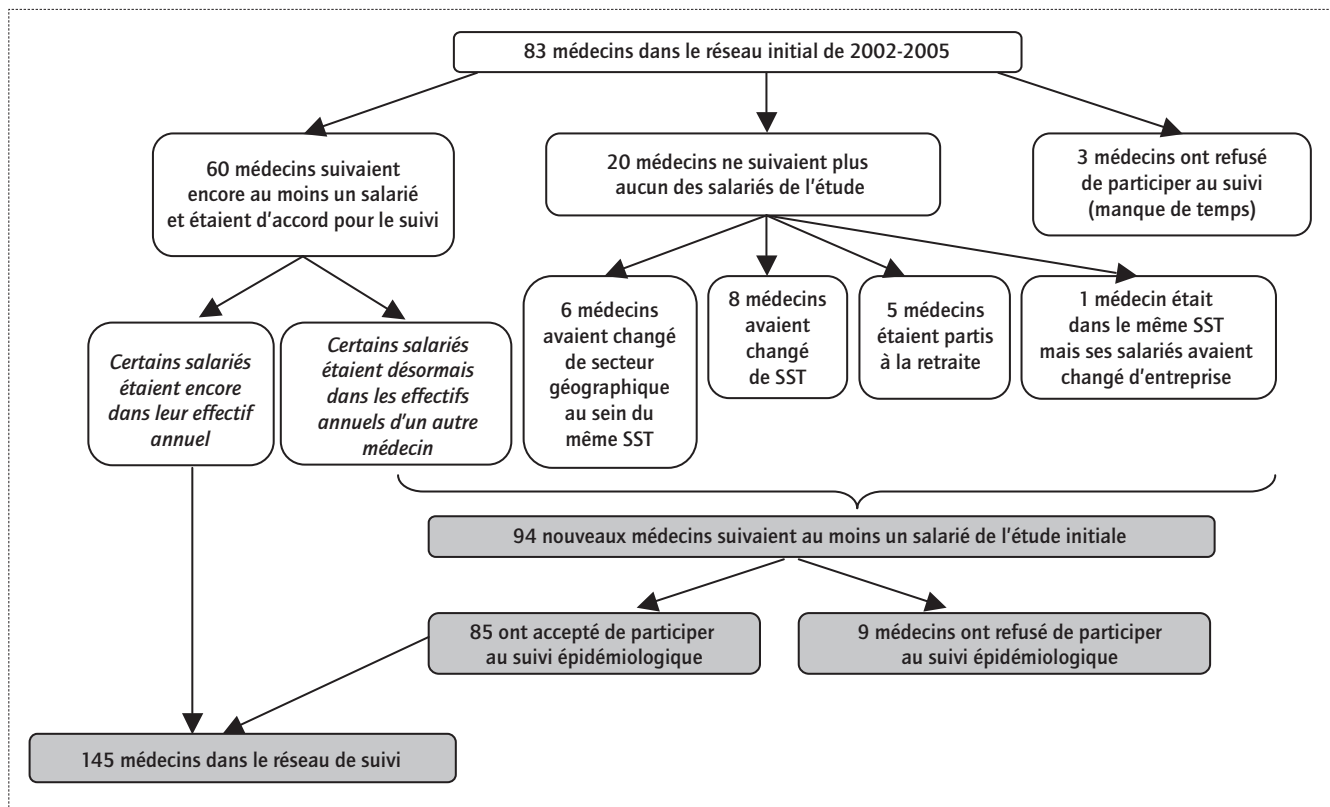 83 médecins dans le réseau initial de 2002-2005
60 médecins suivaient
encore au moins un salarié
et étaient d'accord pour le suivi
20 médecins ne suivaient plus
aucun des salariés de l'étude
3 médecins ont refusé
de participer au suivi
(manque de temps)
Certains salariés
étaient encore
dans leur effectif
annuel
Certains salariés
étaient désormais
dans les effectifs
annuels d'un autre
médecin
6 médecins
avaient changé
de secteur
géographique
au sein du
même SST
8 médecins
avaient
changé
de SST
5 médecins
étaient partis
à la retraite
1 médecin était
dans le même SST
mais ses salariés avaient
changé d'entreprise
94 nouveaux médecins suivaient au moins un salarié de l'étude initiale
85 ont accepté de participer
au suivi épidémiologique
9 médecins ont refusé de participer
au suivi épidémiologique
145 médecins dans le réseau de suivi